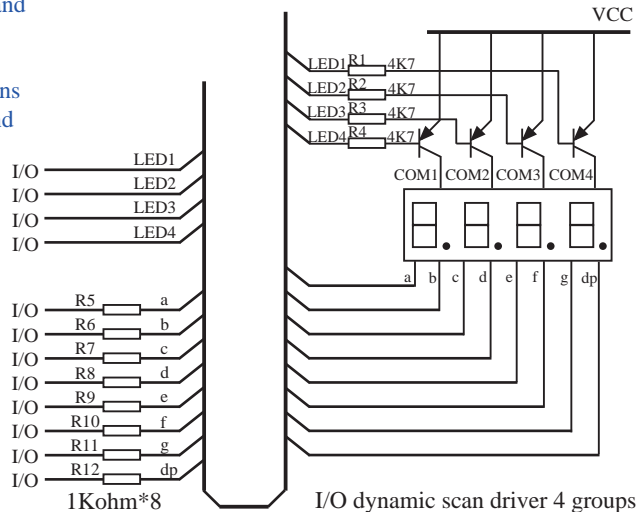 and
ns
nd
VCC
LED1 R1 4K7
LED2 R2 4K7
LED3 R3 4K7
LED4 R4 4K7
COM1 COM2 COM3 COM4
a b c d e f g dp
I/O LED1
I/O LED2
I/O LED3
I/O LED4
I/O R5 a
I/O R6 b
I/O R7 c
I/O R8 d
I/O R9 e
I/O R10 f
I/O R11 g
I/O R12 dp
1Kohm*8
I/O dynamic scan driver 4 groups